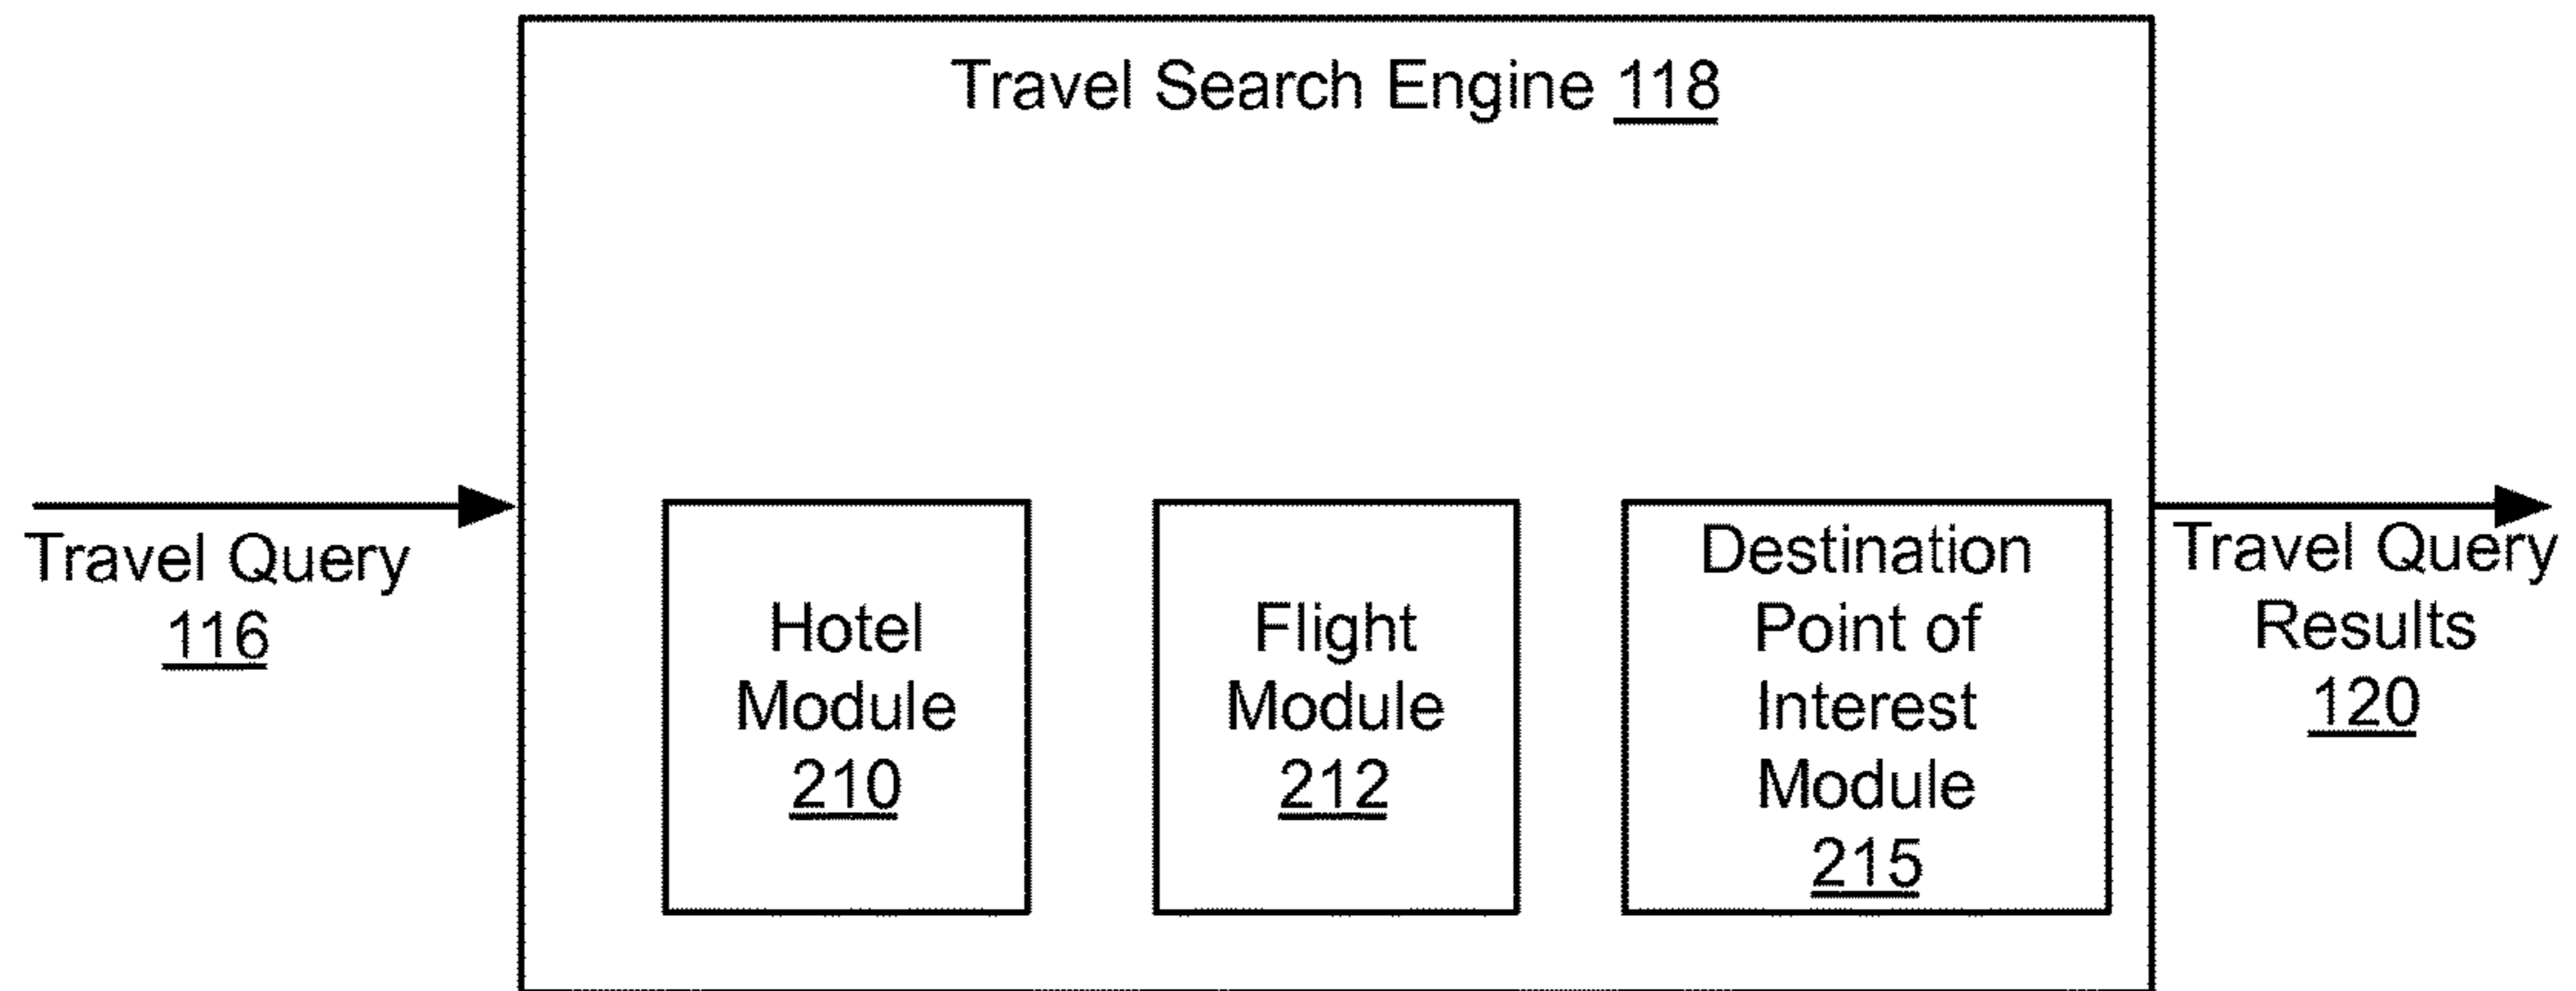 Travel Search Engine 118
Travel Query
116
Hotel
Module
210
Flight
Module
212
Destination
Point of
Interest
Module
215
Travel Query
Results
120